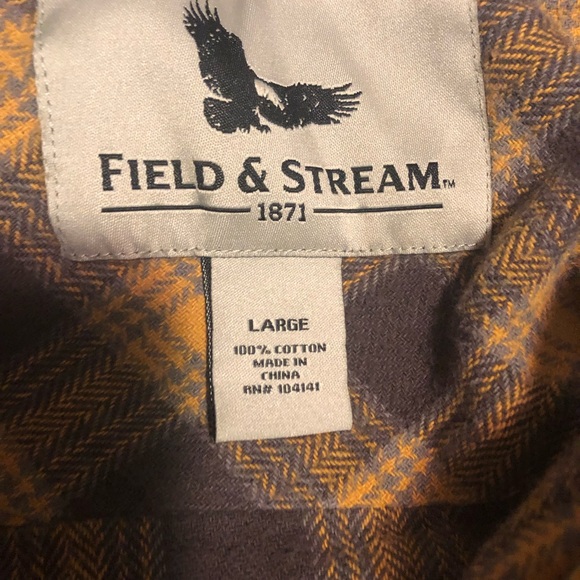 FIELD & STREAM™
1871
LARGE
100% COTTON
MADE IN
CHINA
RN# 104141